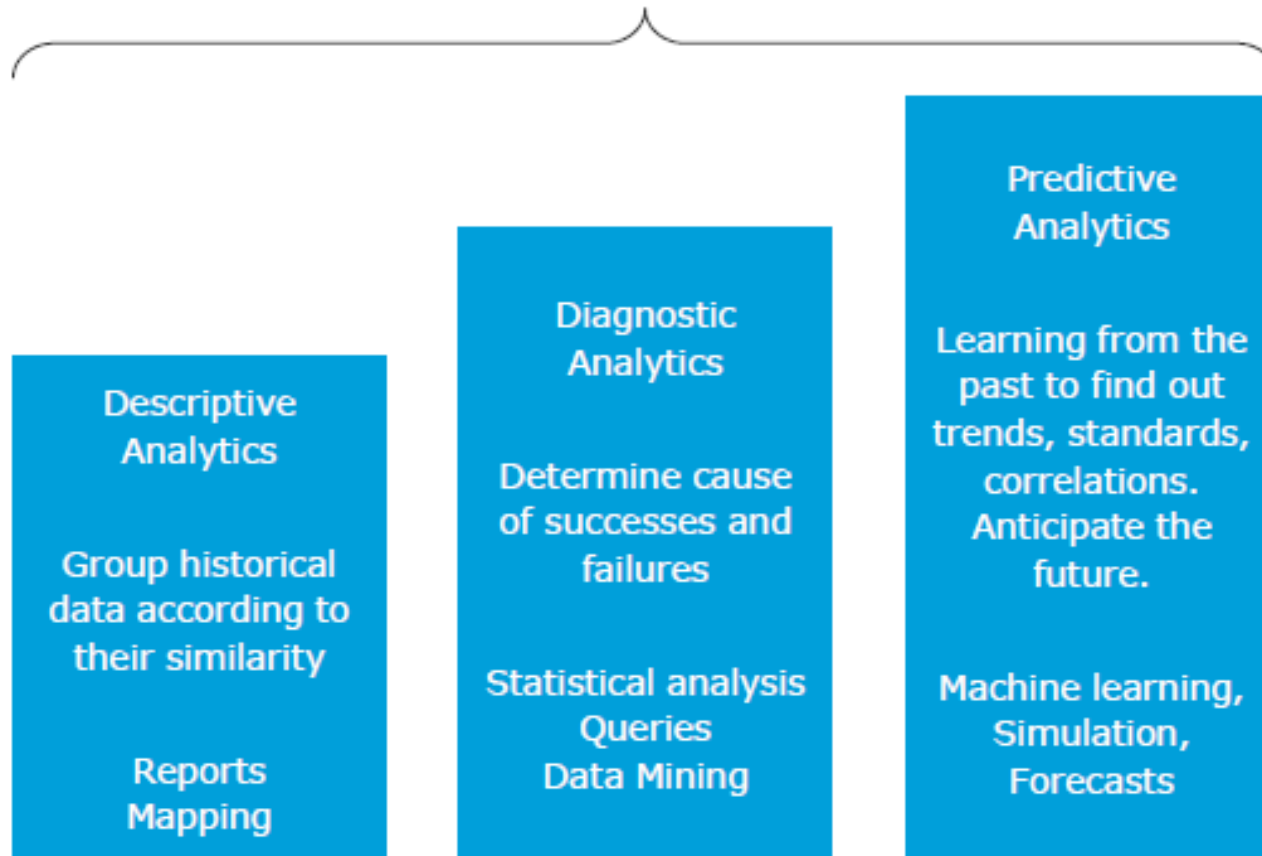 Descriptive
Analytics
Group historical
data according to
their similarity
Reports
Mapping
Diagnostic
Analytics
Determine cause
of successes and
failures
Statistical analysis
Queries
Data Mining
Predictive
Analytics
Learning from the
past to find out
trends, standards,
correlations.
Anticipate the
future.
Machine learning,
Simulation,
Forecasts